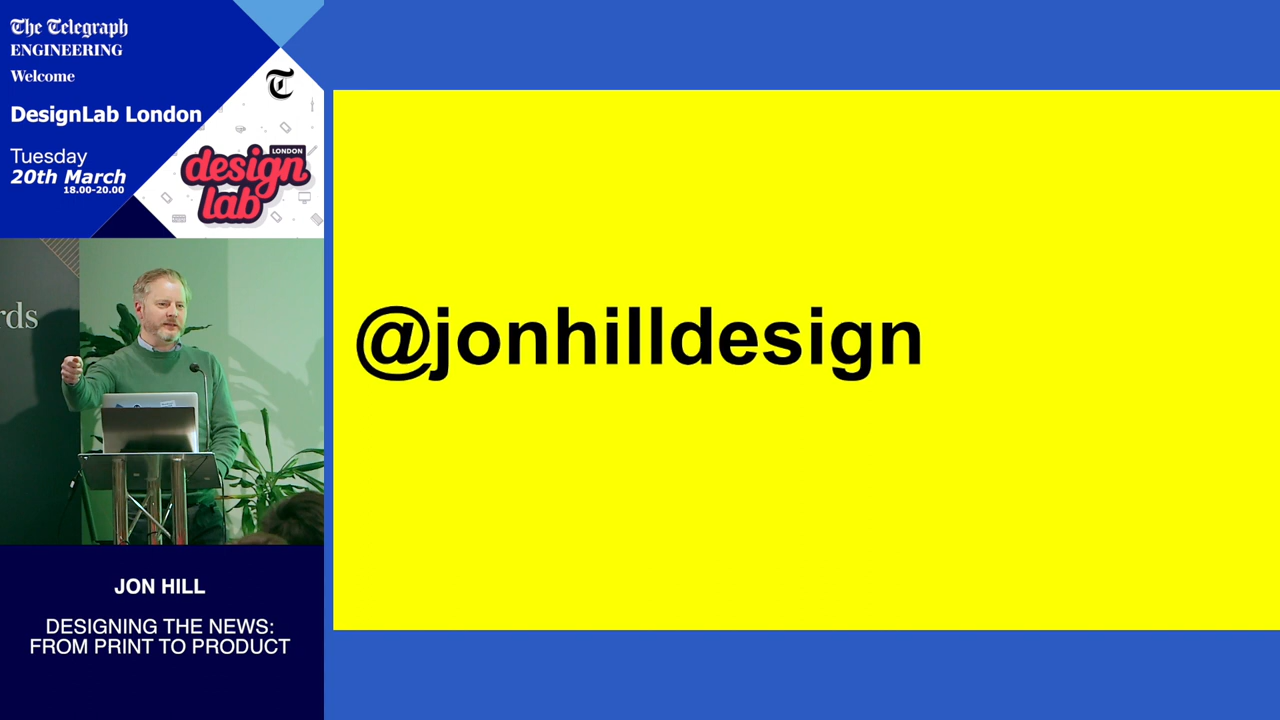 The Telegraph
ENGINEERING
Welcome
DesignLab London
Tuesday
20th March
18.00-20.00
T
LONDON
design
lab
rds
JON HILL
DESIGNING THE NEWS:
FROM PRINT TO PRODUCT
@jonhilldesign